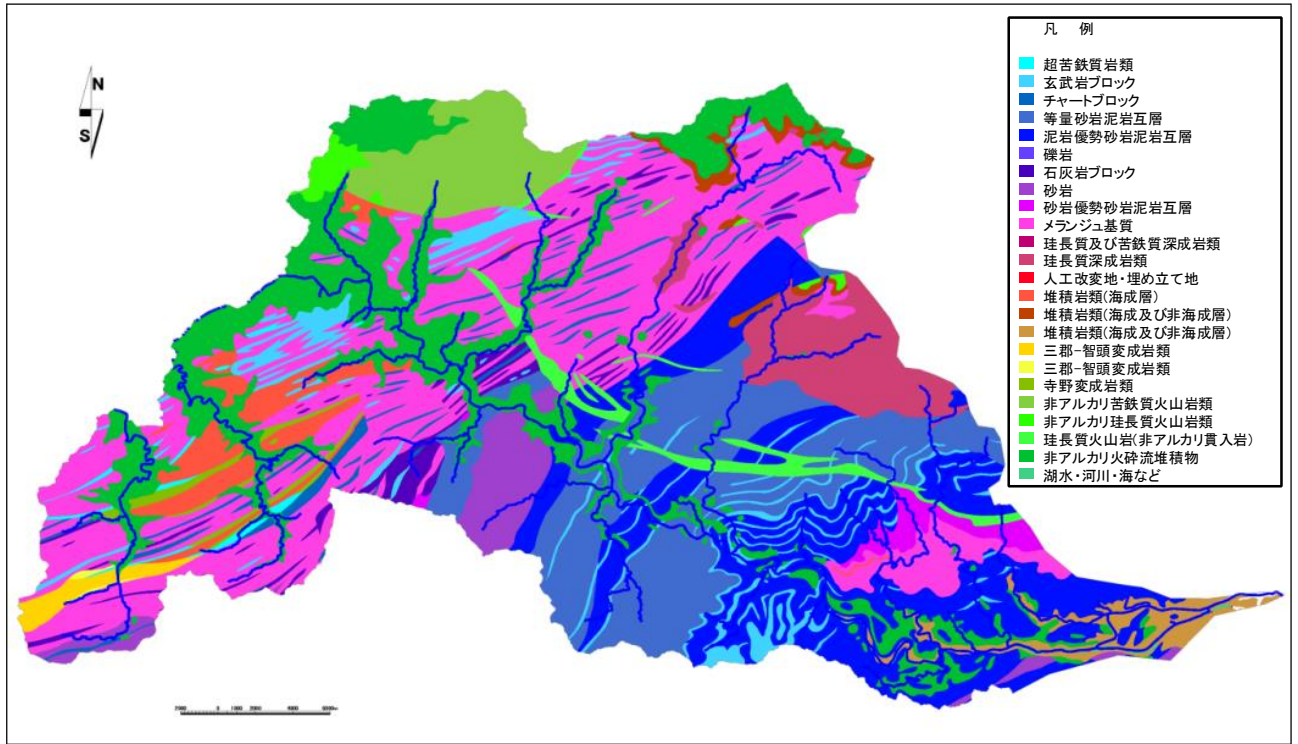 凡 例
超苦鉄質岩類
玄武岩ブロック
チャートブロック
等量砂岩泥岩互層
泥岩優勢砂岩泥岩互層
礫岩
石灰岩ブロック
砂岩
砂岩優勢砂岩泥岩互層
メランジュ基質
珪長質及び苦鉄質深成岩類
珪長質深成岩類
人工改変地・埋め立て地
堆積岩類(海成層)
堆積岩類(海成及び非海成層)
堆積岩類(海成及び非海成層)
三郡-智頭変成岩類
三郡-智頭変成岩類
寺野変成岩類
非アルカリ苦鉄質火山岩類
非アルカリ珪長質火山岩類
珪長質火山岩(非アルカリ貫入岩)
非アルカリ火砕流堆積物
湖水・河川・海など
N
S
0 1000 2000 4000